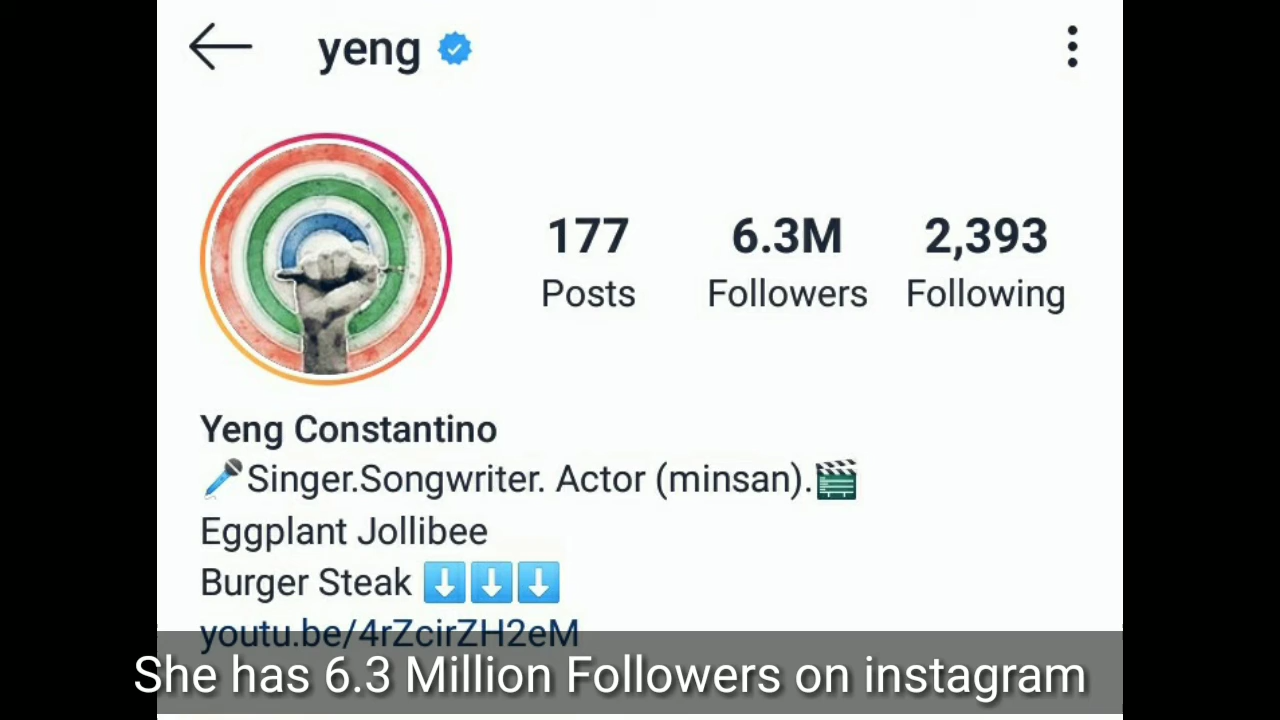 yeng
177 6.3M 2,393
Posts Followers Following
Yeng Constantino
🎤Singer.Songwriter. Actor (minsan).🎬
Eggplant Jollibee
Burger Steak ⬇️⬇️⬇️
youtu.be/4rZcirZH2eM
She has 6.3 Million Followers on instagram